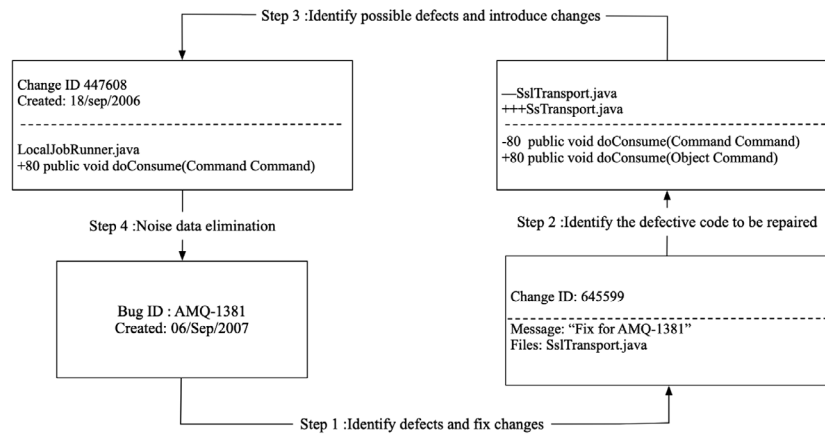 Step 3 :Identify possible defects and introduce changes
Change ID 447608
Created: 18/sep/2006
LocalJobRunner.java
+80 public void doConsume(Command Command)
—SslTransport.java
+++SsTransport.java
-80 public void doConsume(Command Command)
+80 public void doConsume(Object Command)
Step 4 :Noise data elimination
Step 2 :Identify the defective code to be repaired
Bug ID : AMQ-1381
Created: 06/Sep/2007
Change ID: 645599
Message: “Fix for AMQ-1381”
Files: SslTransport.java
Step 1 :Identify defects and fix changes